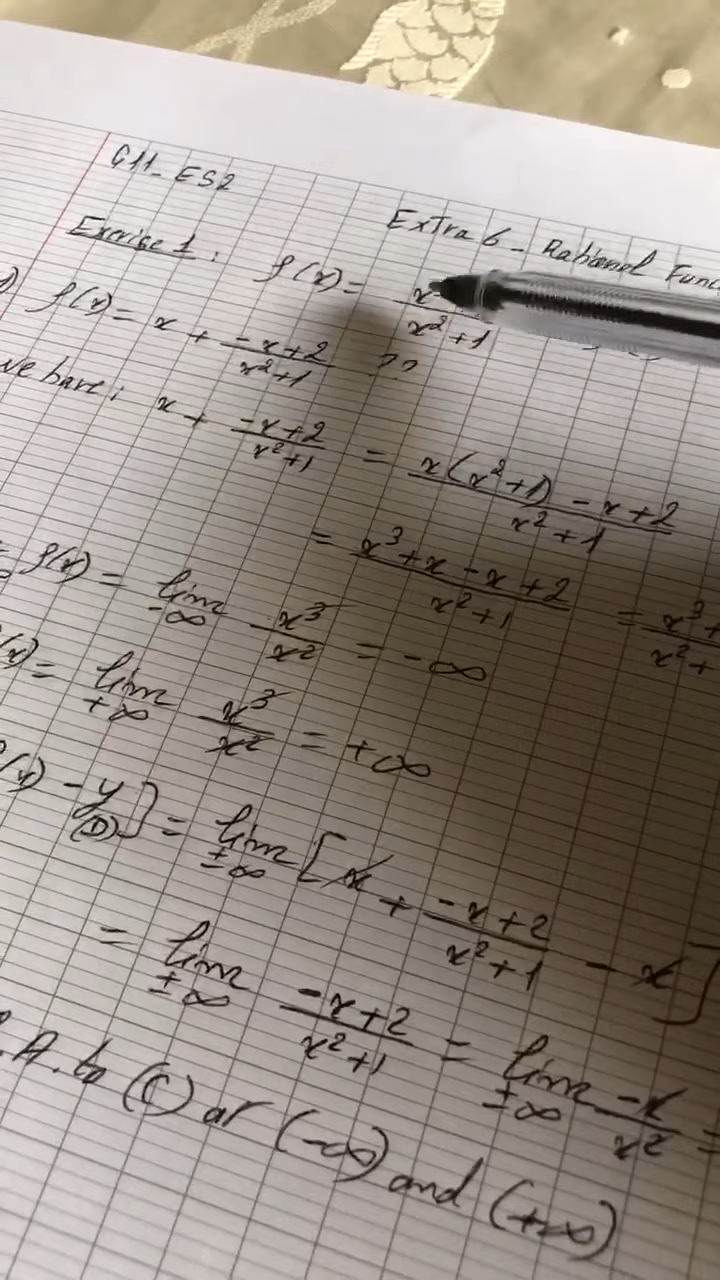 G11_ES2
Extra 6 - Rational Func
Exercise 1: f(x) = x / x²+1
) f(x) = x + (-x+2)/(x²+1) ??
we have: x + (-x+2)/(x²+1) = (x(x²+1) - x+2)/(x²+1)
= (x³+x-x+2)/(x²+1) = x³+ / x²+
f(x) = lim -∞ x³/x² = -∞
(x) = lim +∞ x³/x² = +∞
(x) - y (D)] = lim ±∞ [x + (-x+2)/(x²+1) - x]
= lim ±∞ (-x+2)/(x²+1) = lim ±∞ -x/x² =
.A. to (C) at (-∞) and (+∞)